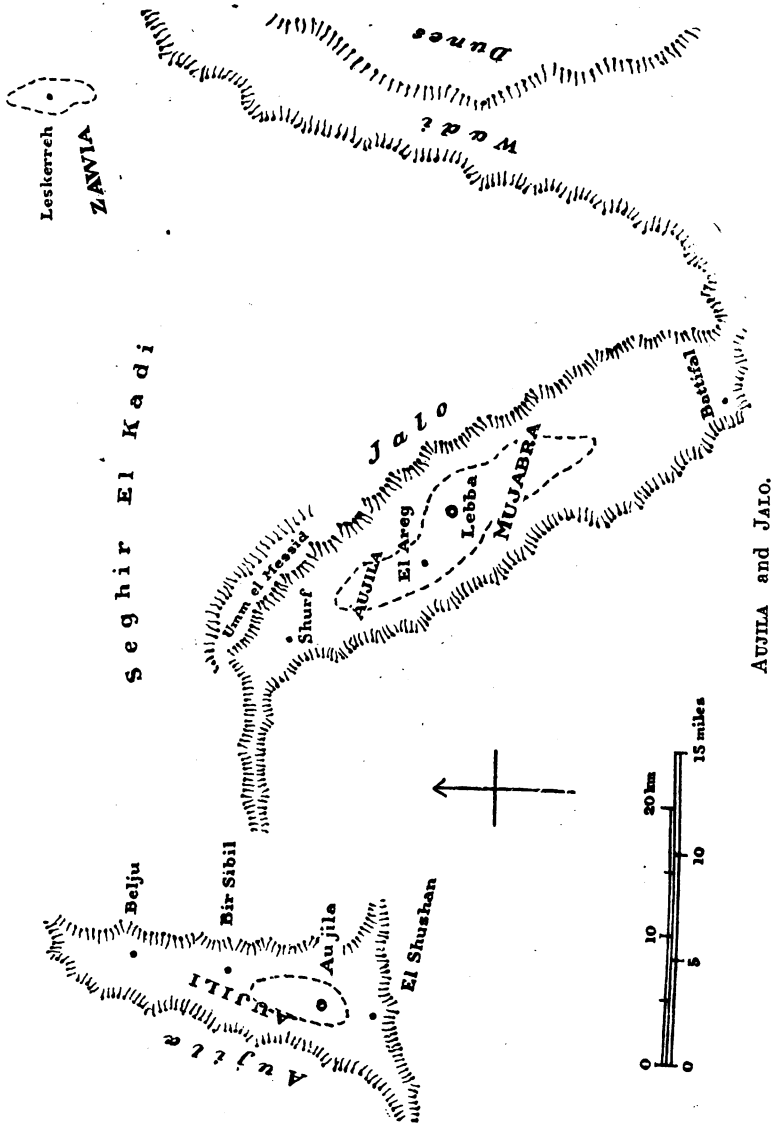 Leskerreh
ZAWIA
Dunes
Wadi
Seghir El Kadi
Jalo
Umm el Messid
Shurf
AUJILA
El Areg
Lebba
MUJABRA
Battifal
Belju
Bir Sibil
AUJILI
Aujila
Aujila
El Shushan
0 10 20 km
0 5 10 15 miles
AUJILA and JALO.